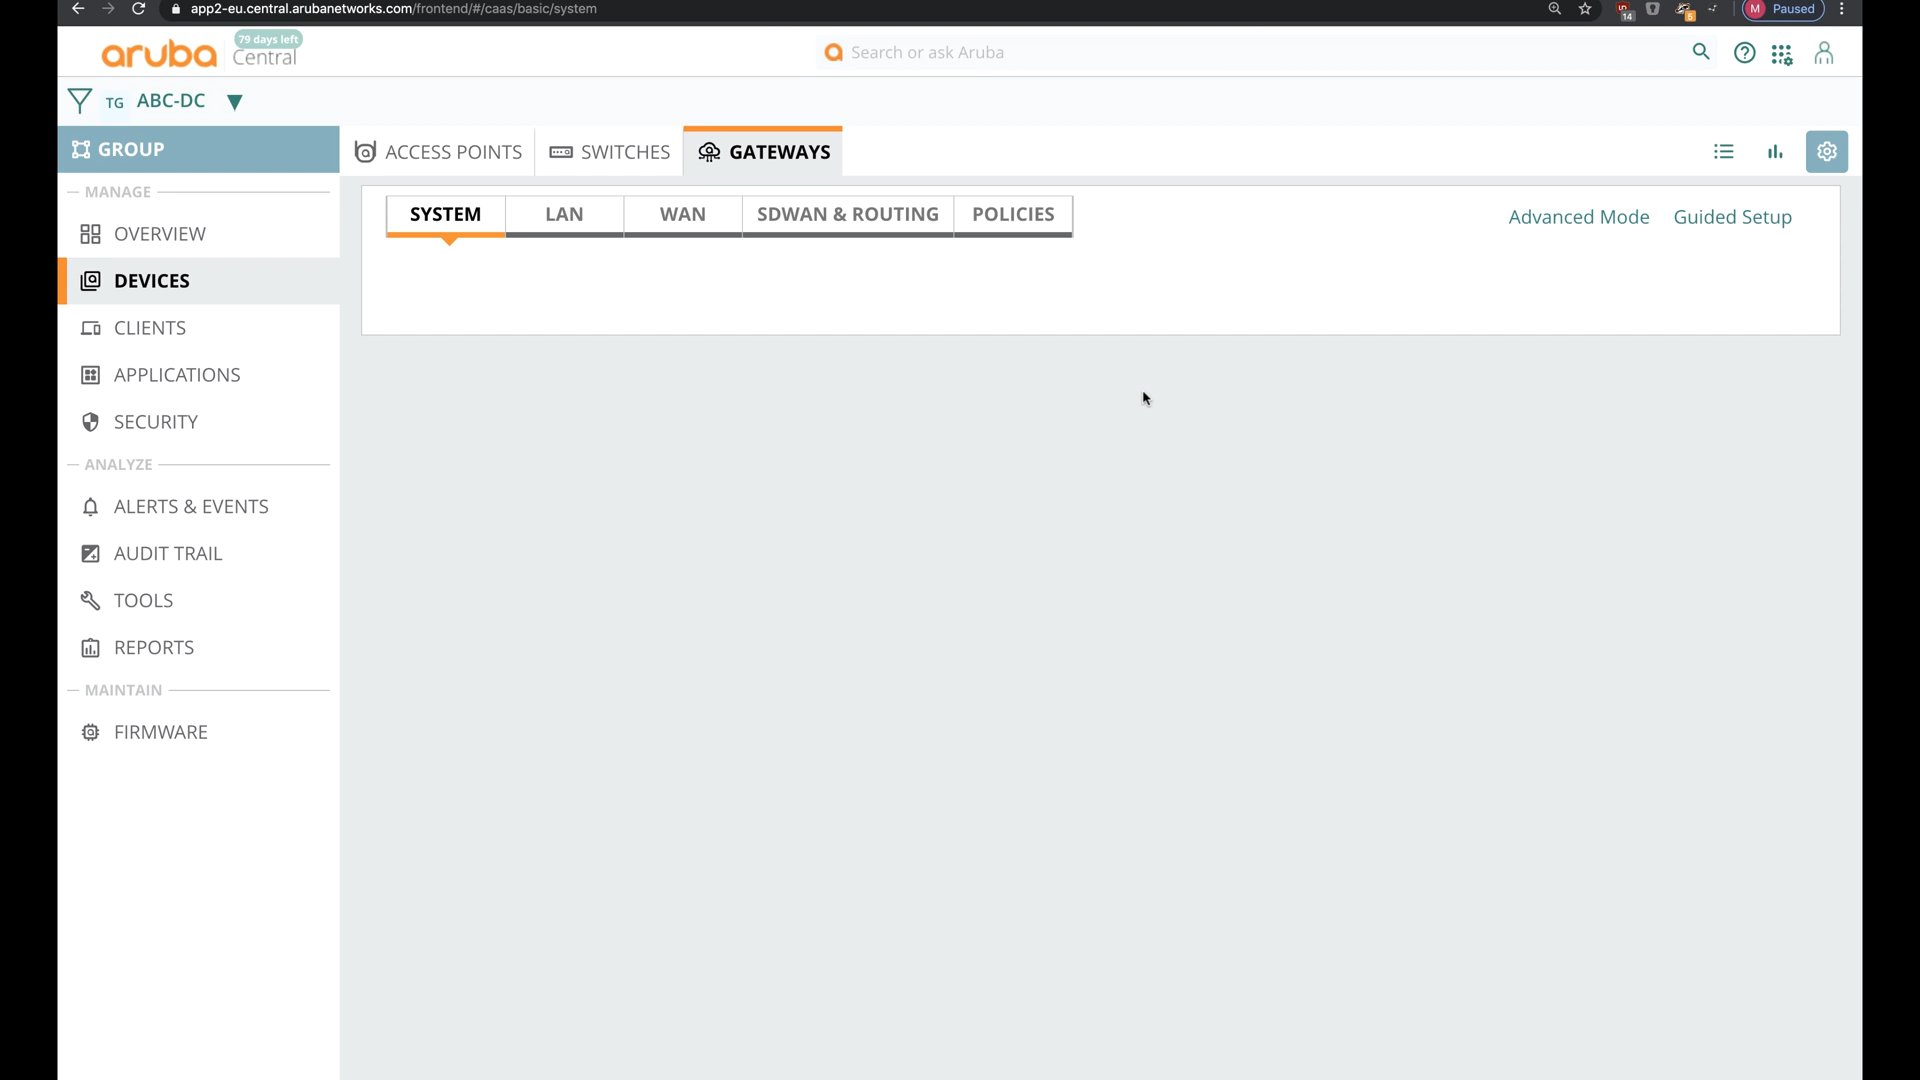 app2-eu.central.arubanetworks.com/frontend/#/caas/basic/system
14
5
M Paused
aruba
79 days left
Central
Search or ask Aruba
TG ABC-DC
GROUP
ACCESS POINTS
SWITCHES
GATEWAYS
MANAGE
OVERVIEW
DEVICES
CLIENTS
APPLICATIONS
SECURITY
ANALYZE
ALERTS & EVENTS
AUDIT TRAIL
TOOLS
REPORTS
MAINTAIN
FIRMWARE
SYSTEM
LAN
WAN
SDWAN & ROUTING
POLICIES
Advanced Mode
Guided Setup